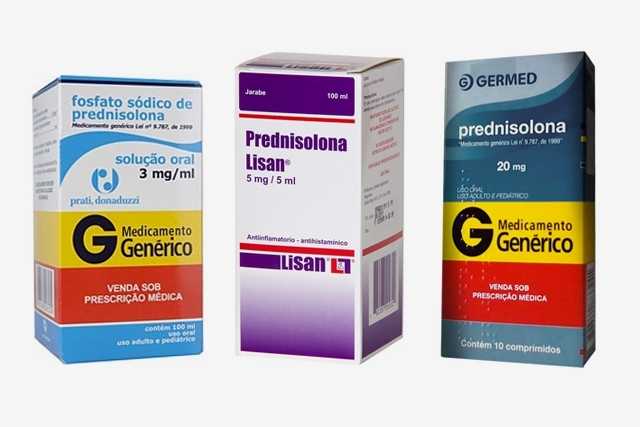 fosfato sódico de
prednisolona
Medicamento genérico Lei nº 9.787, de 1999
solução oral
3 mg/ml
prati, donaduzzi
G Medicamento
Genérico
VENDA SOB
PRESCRIÇÃO MÉDICA
contém 100 ml
uso oral
uso adulto e pediátrico
Jarabe
100 ml
Prednisolona
Lisan®
5 mg / 5 ml
Antiinflamatorio - antihistamínico
Lisan
GERMED
prednisolona
"Medicamento genérico Lei nº 9.787, de 1999"
20 mg
USO ORAL
USO ADULTO E PEDIÁTRICO
G Medicamento
Genérico
VENDA SOB
PRESCRIÇÃO MÉDICA
Contém 10 comprimidos